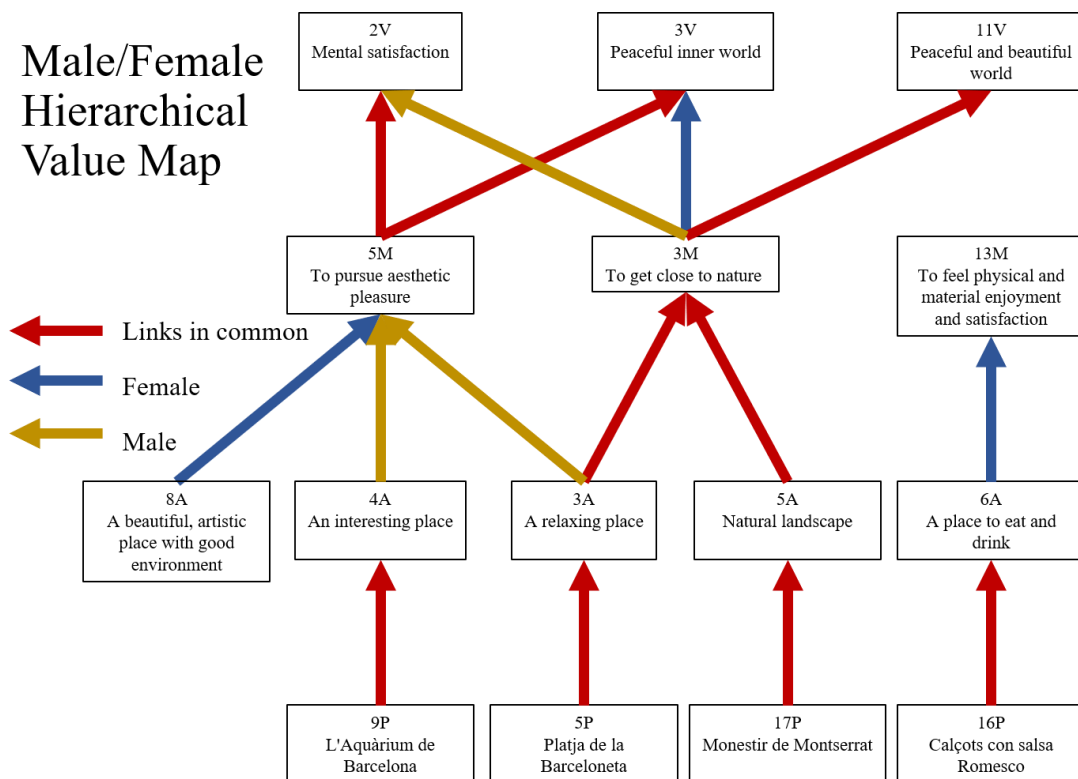 Male/Female
Hierarchical
Value Map
2V
Mental satisfaction
3V
Peaceful inner world
11V
Peaceful and beautiful
world
5M
To pursue aesthetic
pleasure
3M
To get close to nature
13M
To feel physical and
material enjoyment
and satisfaction
Links in common
Female
Male
8A
A beautiful, artistic
place with good
environment
4A
An interesting place
3A
A relaxing place
5A
Natural landscape
6A
A place to eat and
drink
9P
L'Aquàrium de
Barcelona
5P
Platja de la
Berceloneta
17P
Monestir de Montserrat
16P
Calçots con salsa
Romesco